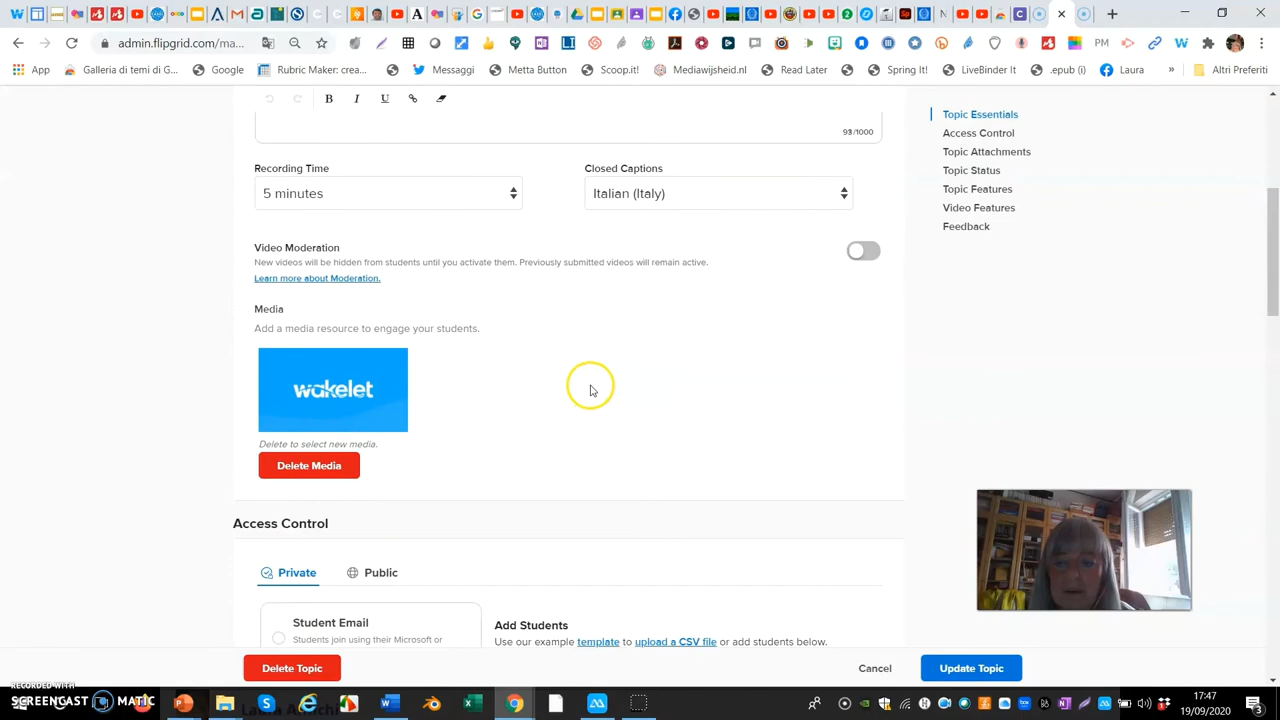 admin.flipgrid.com/ma...
PM
App
Galleria di temi di G...
Google
Rubric Maker: crea...
Messaggi
Metta Button
Scoop.it!
Mediawijsheid.nl
Read Later
Spring It!
LiveBinder It
.epub (i)
Laura
»
Altri Preferiti
B I U
93/1000
Topic Essentials
Access Control
Topic Attachments
Topic Status
Topic Features
Video Features
Feedback
Recording Time
Closed Captions
5 minutes
Italian (Italy)
Video Moderation
New videos will be hidden from students until you activate them. Previously submitted videos will remain active.
Learn more about Moderation.
Media
Add a media resource to engage your students.
wakelet
Delete to select new media.
Delete Media
Access Control
Private
Public
Student Email
Students join using their Microsoft or
Add Students
Use our example template to upload a CSV file or add students below.
Delete Topic
Cancel
Update Topic
RECORDED WITH
SCREENCAST MATIC
17:47
19/09/2020